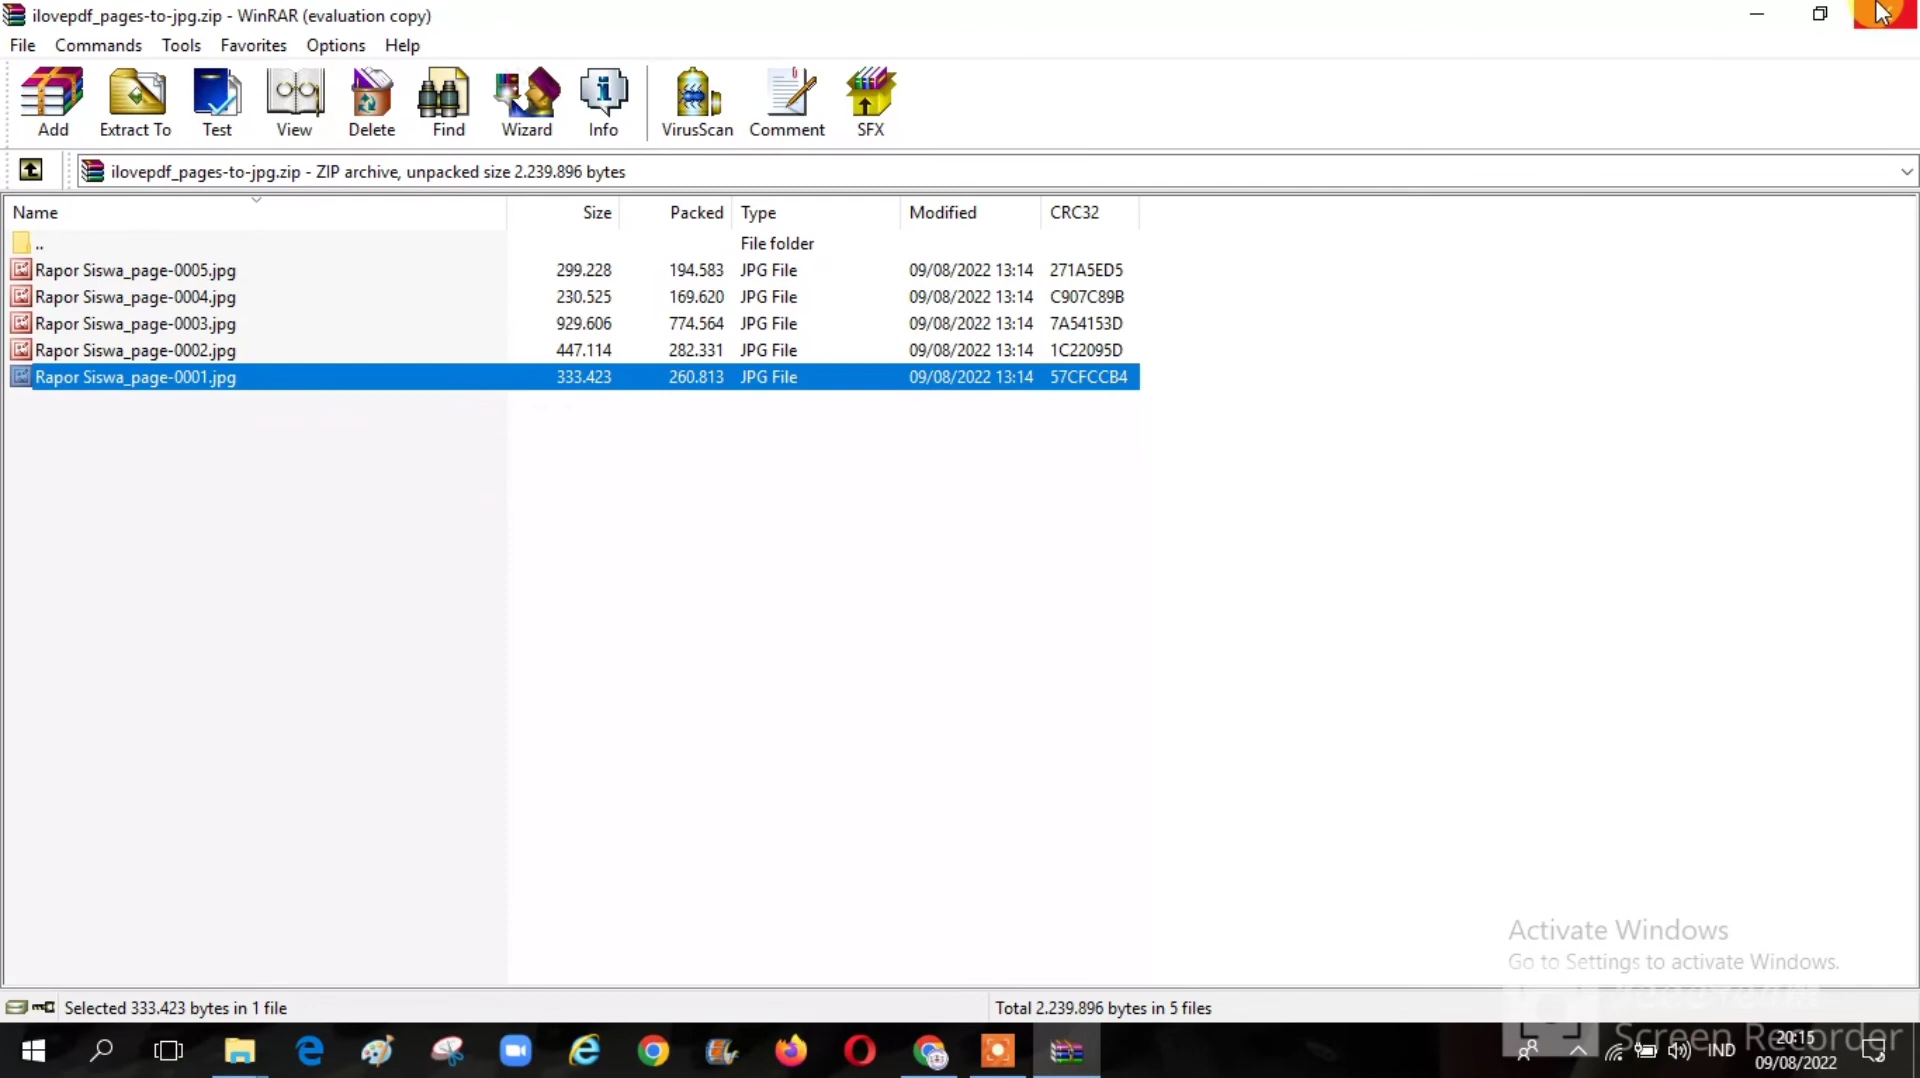 ilovepdf_pages-to-jpg.zip - WinRAR (evaluation copy)
File Commands Tools Favorites Options Help
Add Extract To Test View Delete Find Wizard Info VirusScan Comment SFX
ilovepdf_pages-to-jpg.zip - ZIP archive, unpacked size 2.239.896 bytes
Name Size Packed Type Modified CRC32
.. File folder
Rapor Siswa_page-0005.jpg 299.228 194.583 JPG File 09/08/2022 13:14 271A5ED5
Rapor Siswa_page-0004.jpg 230.525 169.620 JPG File 09/08/2022 13:14 C907C89B
Rapor Siswa_page-0003.jpg 929.606 774.564 JPG File 09/08/2022 13:14 7A54153D
Rapor Siswa_page-0002.jpg 447.114 282.331 JPG File 09/08/2022 13:14 1C22095D
Rapor Siswa_page-0001.jpg 333.423 260.813 JPG File 09/08/2022 13:14 57CFCCB4
Activate Windows
Go to Settings to activate Windows.
Selected 333.423 bytes in 1 file Total 2.239.896 bytes in 5 files
Screen Recorder
IND 20:15
09/08/2022